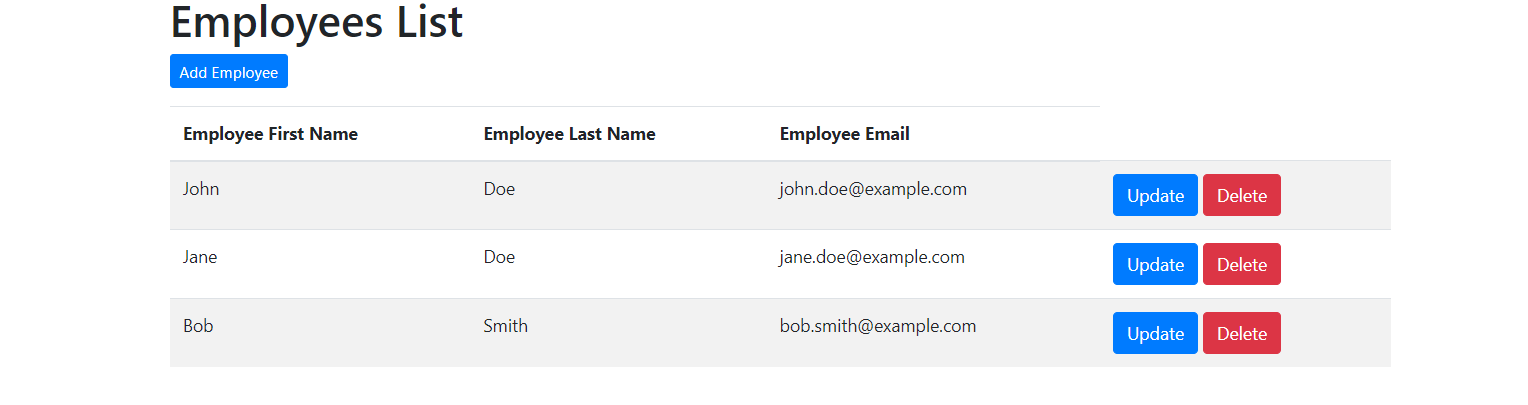 Employees List
Add Employee
Employee First Name Employee Last Name Employee Email
John Doe john.doe@example.com Update Delete
Jane Doe jane.doe@example.com Update Delete
Bob Smith bob.smith@example.com Update Delete